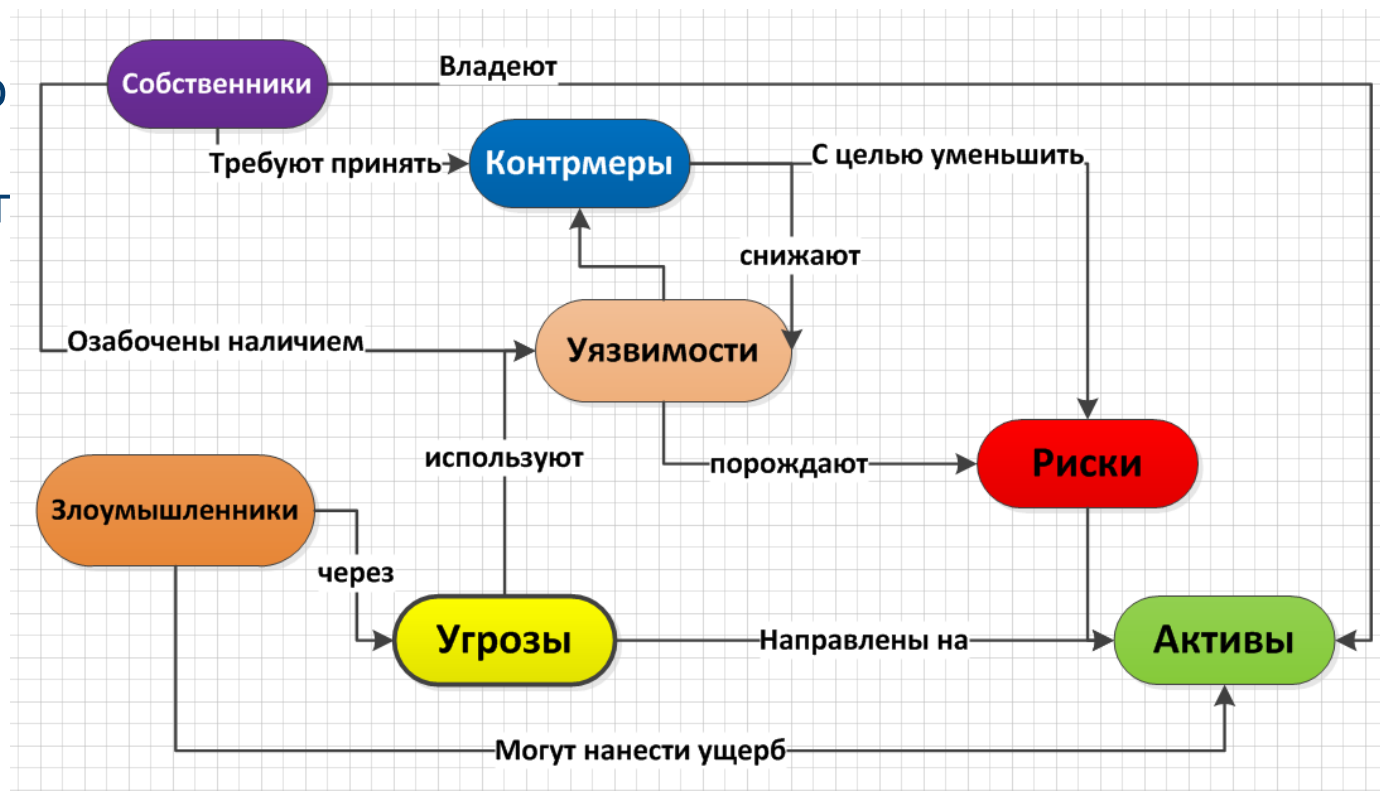 Владеют
Собственники
Требуют принять
Контрмеры
С целью уменьшить
снижают
Озабочены наличием
Уязвимости
используют
порождают
Риски
Злоумышленники
через
Угрозы
Направлены на
Активы
Могут нанести ущерб